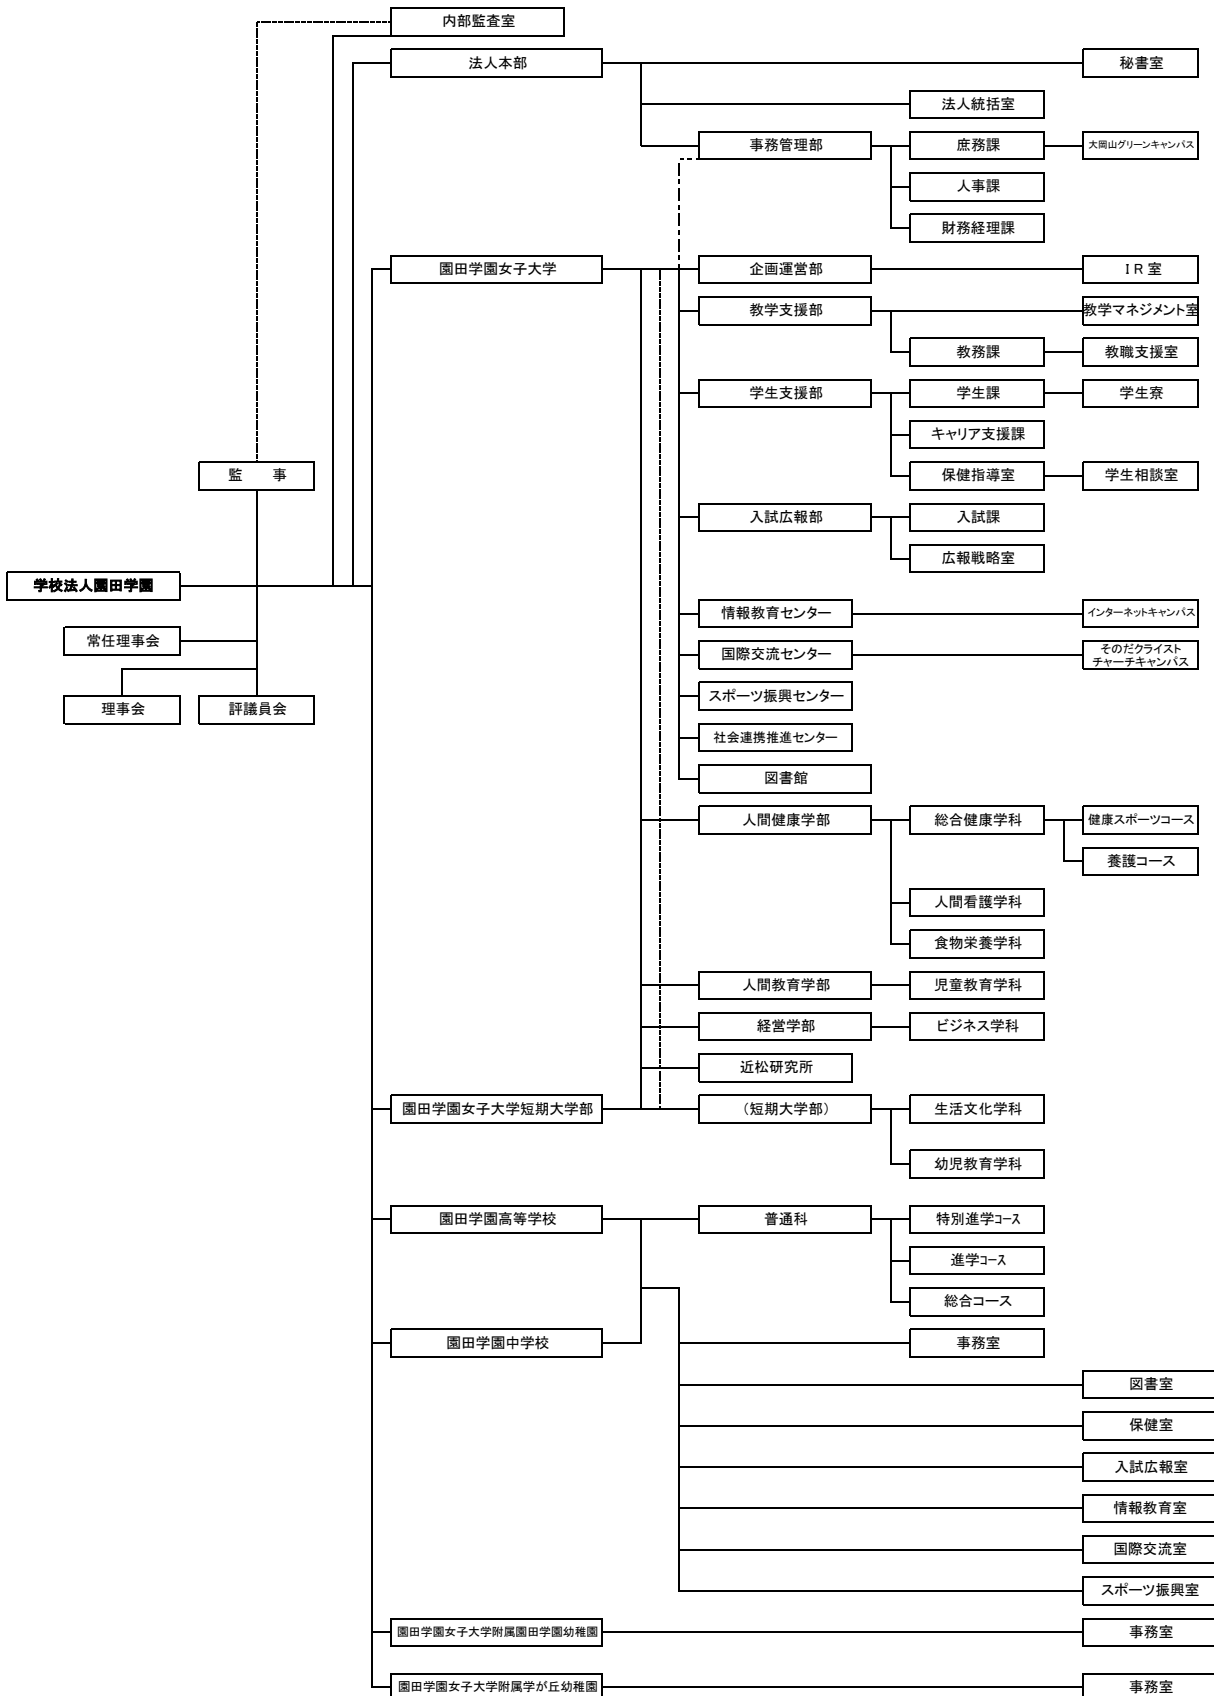 内部監査室
法人本部
秘書室
法人統括室
事務管理部
庶務課
大岡山グリーンキャンパス
人事課
財務経理課
園田学園女子大学
企画運営部
IR室
教学支援部
教学マネジメント室
教務課
教職支援室
学生支援部
学生課
学生寮
キャリア支援課
監　事
保健指導室
学生相談室
入試広報部
入試課
広報戦略室
学校法人園田学園
情報教育センター
インターネットキャンパス
常任理事会
国際交流センター
そのだクライスト
チャーチキャンパス
スポーツ振興センター
理事会
評議員会
社会連携推進センター
図書館
人間健康学部
総合健康学科
健康スポーツコース
養護コース
人間看護学科
食物栄養学科
人間教育学部
児童教育学科
経営学部
ビジネス学科
近松研究所
園田学園女子大学短期大学部
（短期大学部）
生活文化学科
幼児教育学科
園田学園高等学校
普通科
特別進学コース
進学コース
総合コース
園田学園中学校
事務室
図書室
保健室
入試広報室
情報教育室
国際交流室
スポーツ振興室
園田学園女子大学附属園田学園幼稚園
事務室
園田学園女子大学附属学が丘幼稚園
事務室